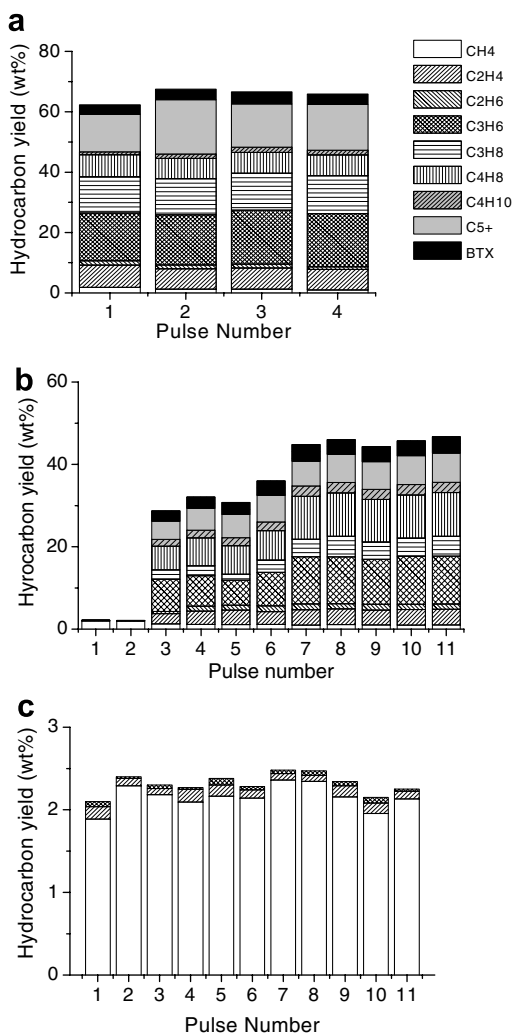 a
80
60
40
20
0
Hydrocarbon yield (wt%)
1 2 3 4
Pulse Number
CH4
C2H4
C2H6
C3H6
C3H8
C4H8
C4H10
C5+
BTX
b
60
40
20
0
Hyrocarbon yield (wt%)
1 2 3 4 5 6 7 8 9 10 11
Pulse number
c
3
2
1
0
Hydrocarbon yield (wt%)
1 2 3 4 5 6 7 8 9 10 11
Pulse Number